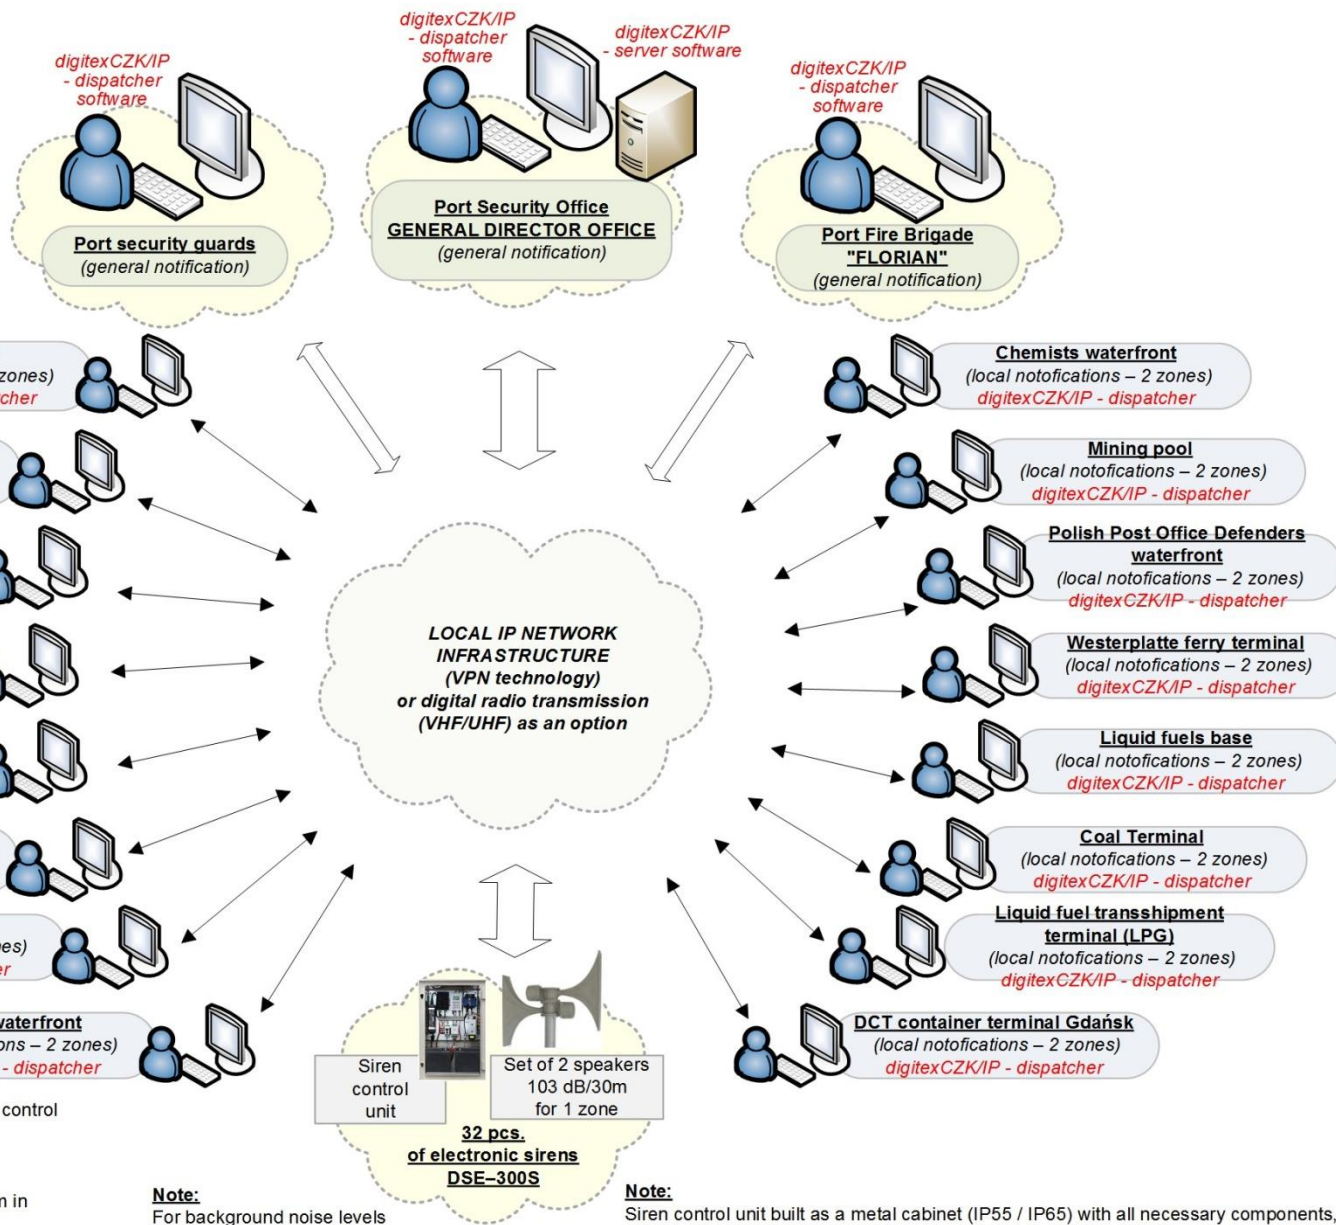 digitexCZK/IP
- dispatcher
software
digitexCZK/IP
- dispatcher
software
digitexCZK/IP
- server software
digitexCZK/IP
- dispatcher
software
Port security guards
(general notification)
Port Security Office
GENERAL DIRECTOR OFFICE
(general notification)
Port Fire Brigade
"FLORIAN"
(general notification)
zones)
cher
waterfront
ons – 2 zones)
- dispatcher
nes)
er
Chemists waterfront
(local notofications – 2 zones)
digitexCZK/IP - dispatcher
Mining pool
(local notofications – 2 zones)
digitexCZK/IP - dispatcher
Polish Post Office Defenders
waterfront
(local notofications – 2 zones)
digitexCZK/IP - dispatcher
Westerplatte ferry terminal
(local notofications – 2 zones)
digitexCZK/IP - dispatcher
Liquid fuels base
(local notofications – 2 zones)
digitexCZK/IP - dispatcher
Coal Terminal
(local notofications – 2 zones)
digitexCZK/IP - dispatcher
Liquid fuel transshipment
terminal (LPG)
(local notofications – 2 zones)
digitexCZK/IP - dispatcher
DCT container terminal Gdańsk
(local notofications – 2 zones)
digitexCZK/IP - dispatcher
LOCAL IP NETWORK
INFRASTRUCTURE
(VPN technology)
or digital radio transmission
(VHF/UHF) as an option
Siren
control
unit
Set of 2 speakers
103 dB/30m
for 1 zone
32 pcs.
of electronic sirens
DSE–300S
control
m in
Note:
For background noise levels
Note:
Siren control unit built as a metal cabinet (IP55 / IP65) with all necessary components,